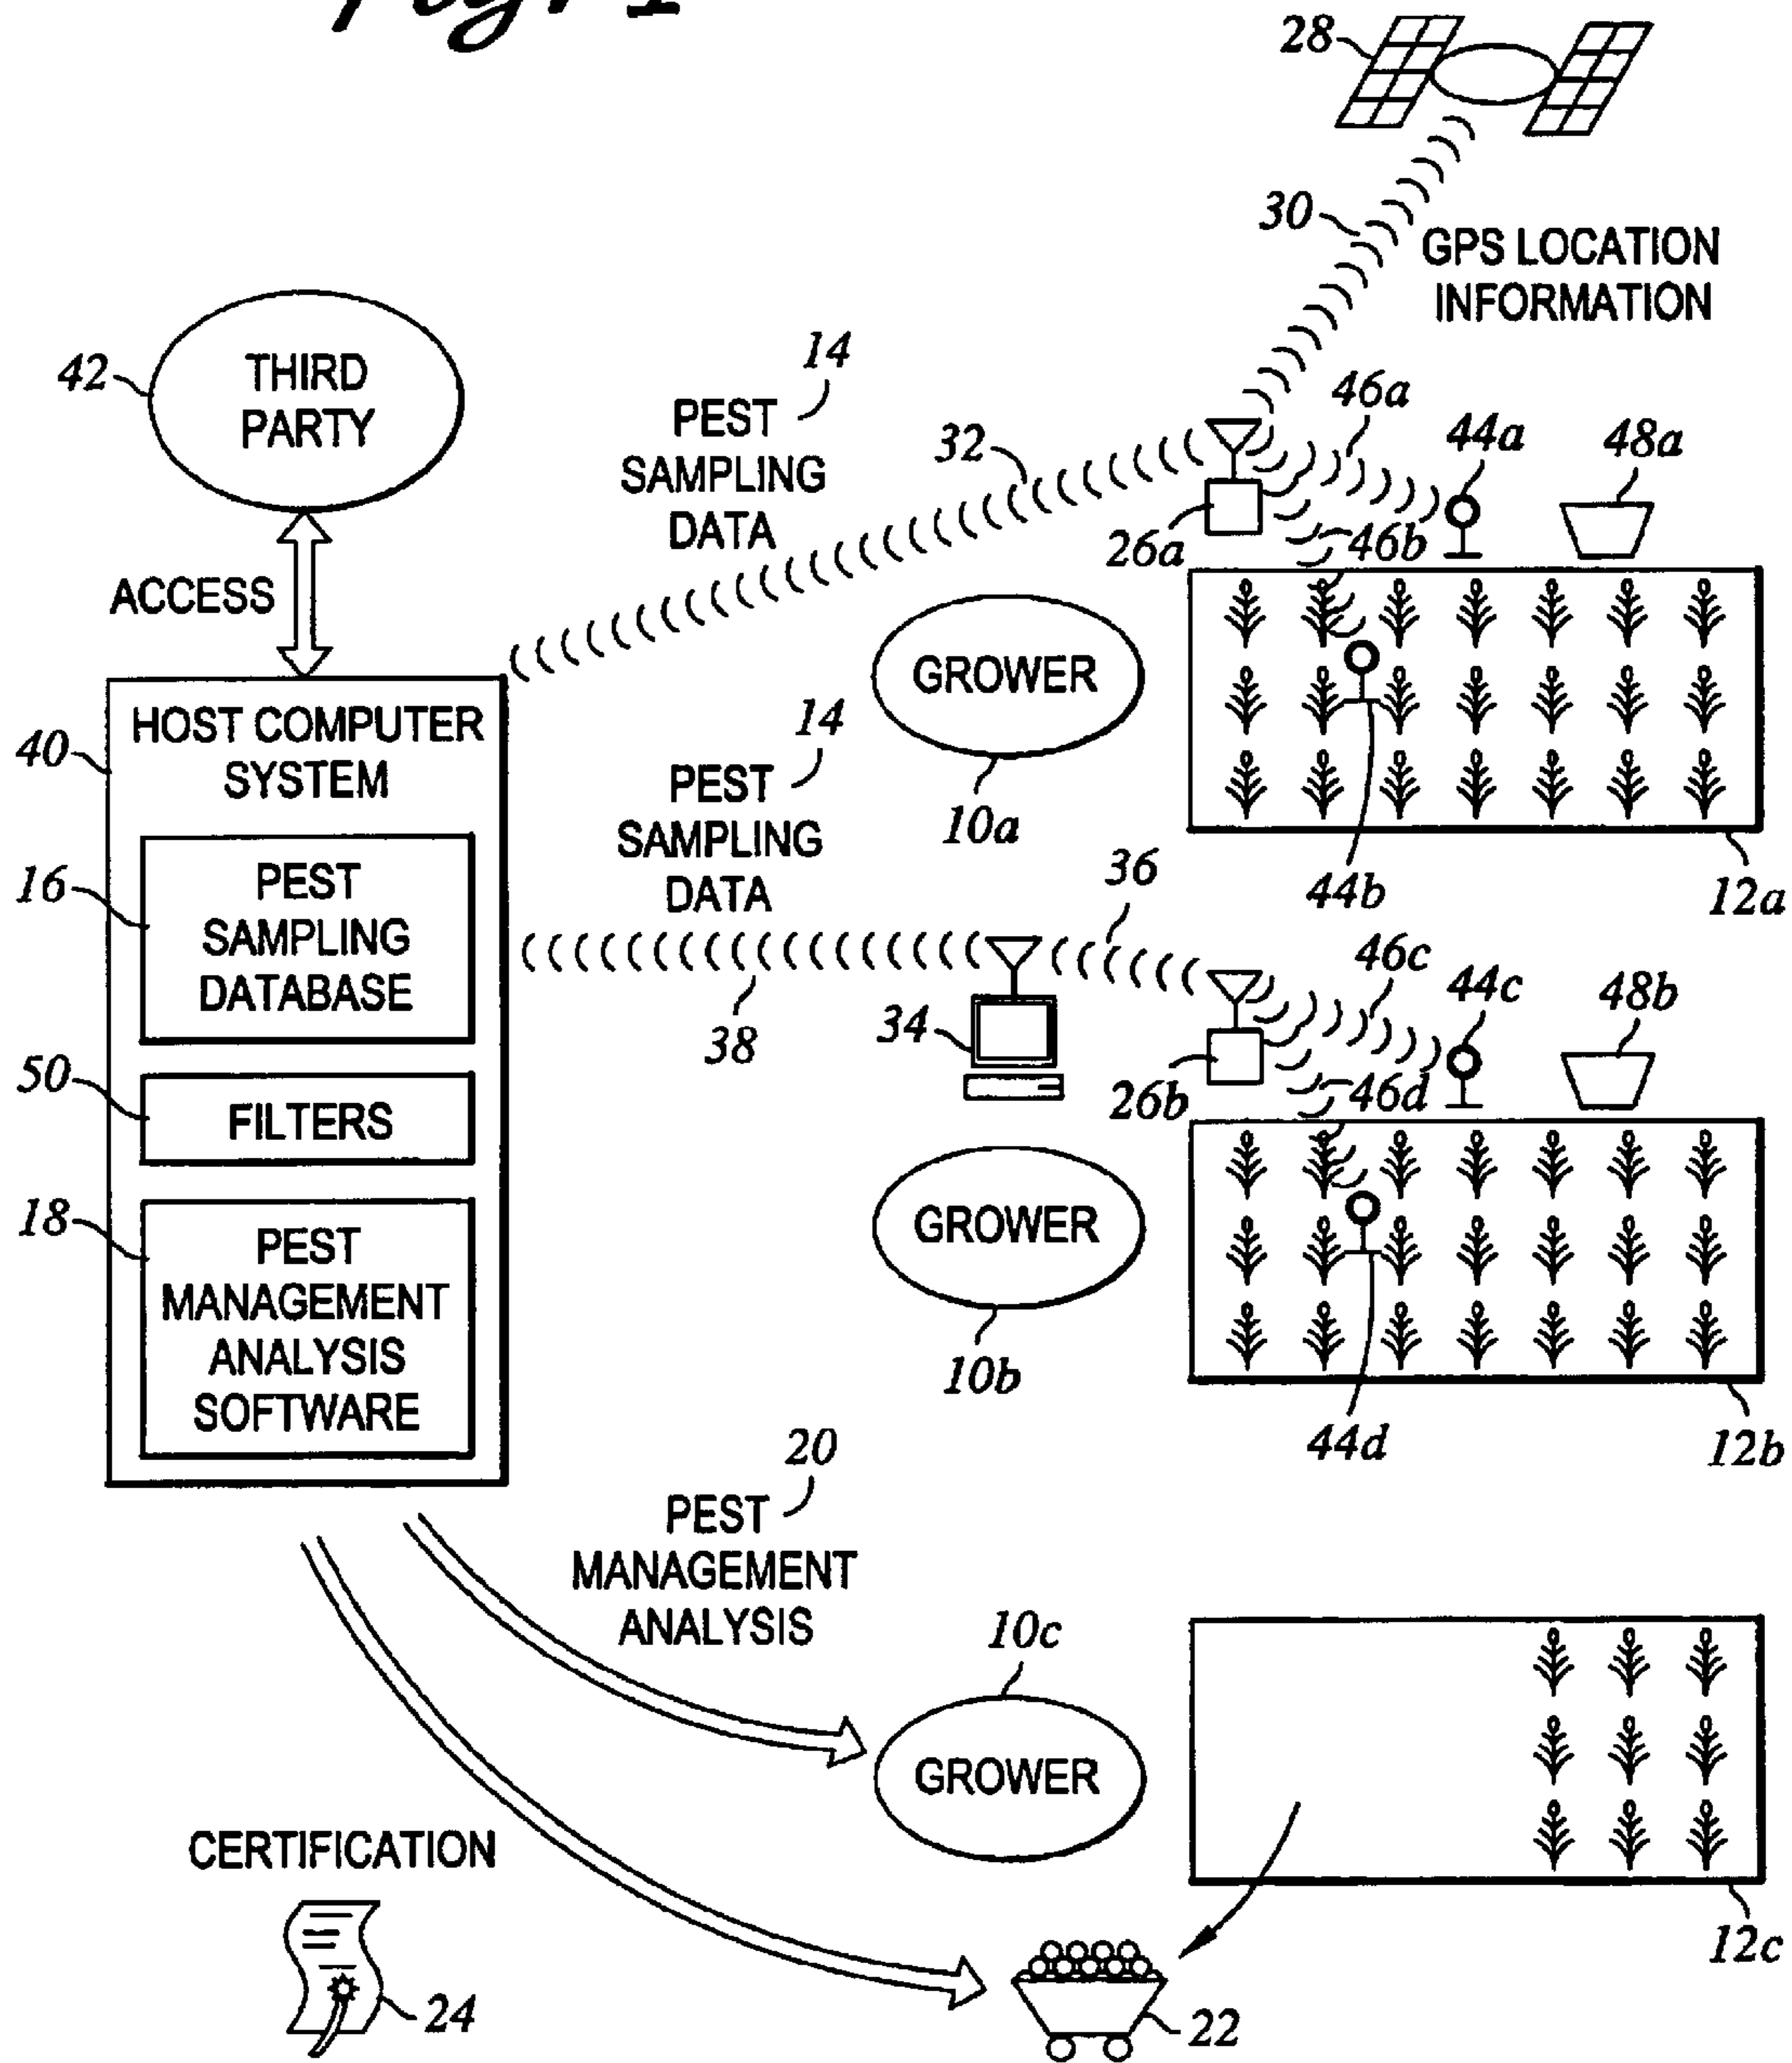 Fig. 1
28
30
GPS LOCATION
INFORMATION
42
THIRD
PARTY
14
PEST
SAMPLING
DATA
32
46a
44a
48a
26a
46b
ACCESS
GROWER
10a
44b
12a
HOST COMPUTER
SYSTEM
40
14
PEST
SAMPLING
DATA
16
PEST
SAMPLING
DATABASE
36
38
34
46c
44c
48b
26b
46d
50
FILTERS
GROWER
10b
44d
12b
18
PEST
MANAGEMENT
ANALYSIS
SOFTWARE
20
PEST
MANAGEMENT
ANALYSIS
10c
GROWER
12c
CERTIFICATION
24
22